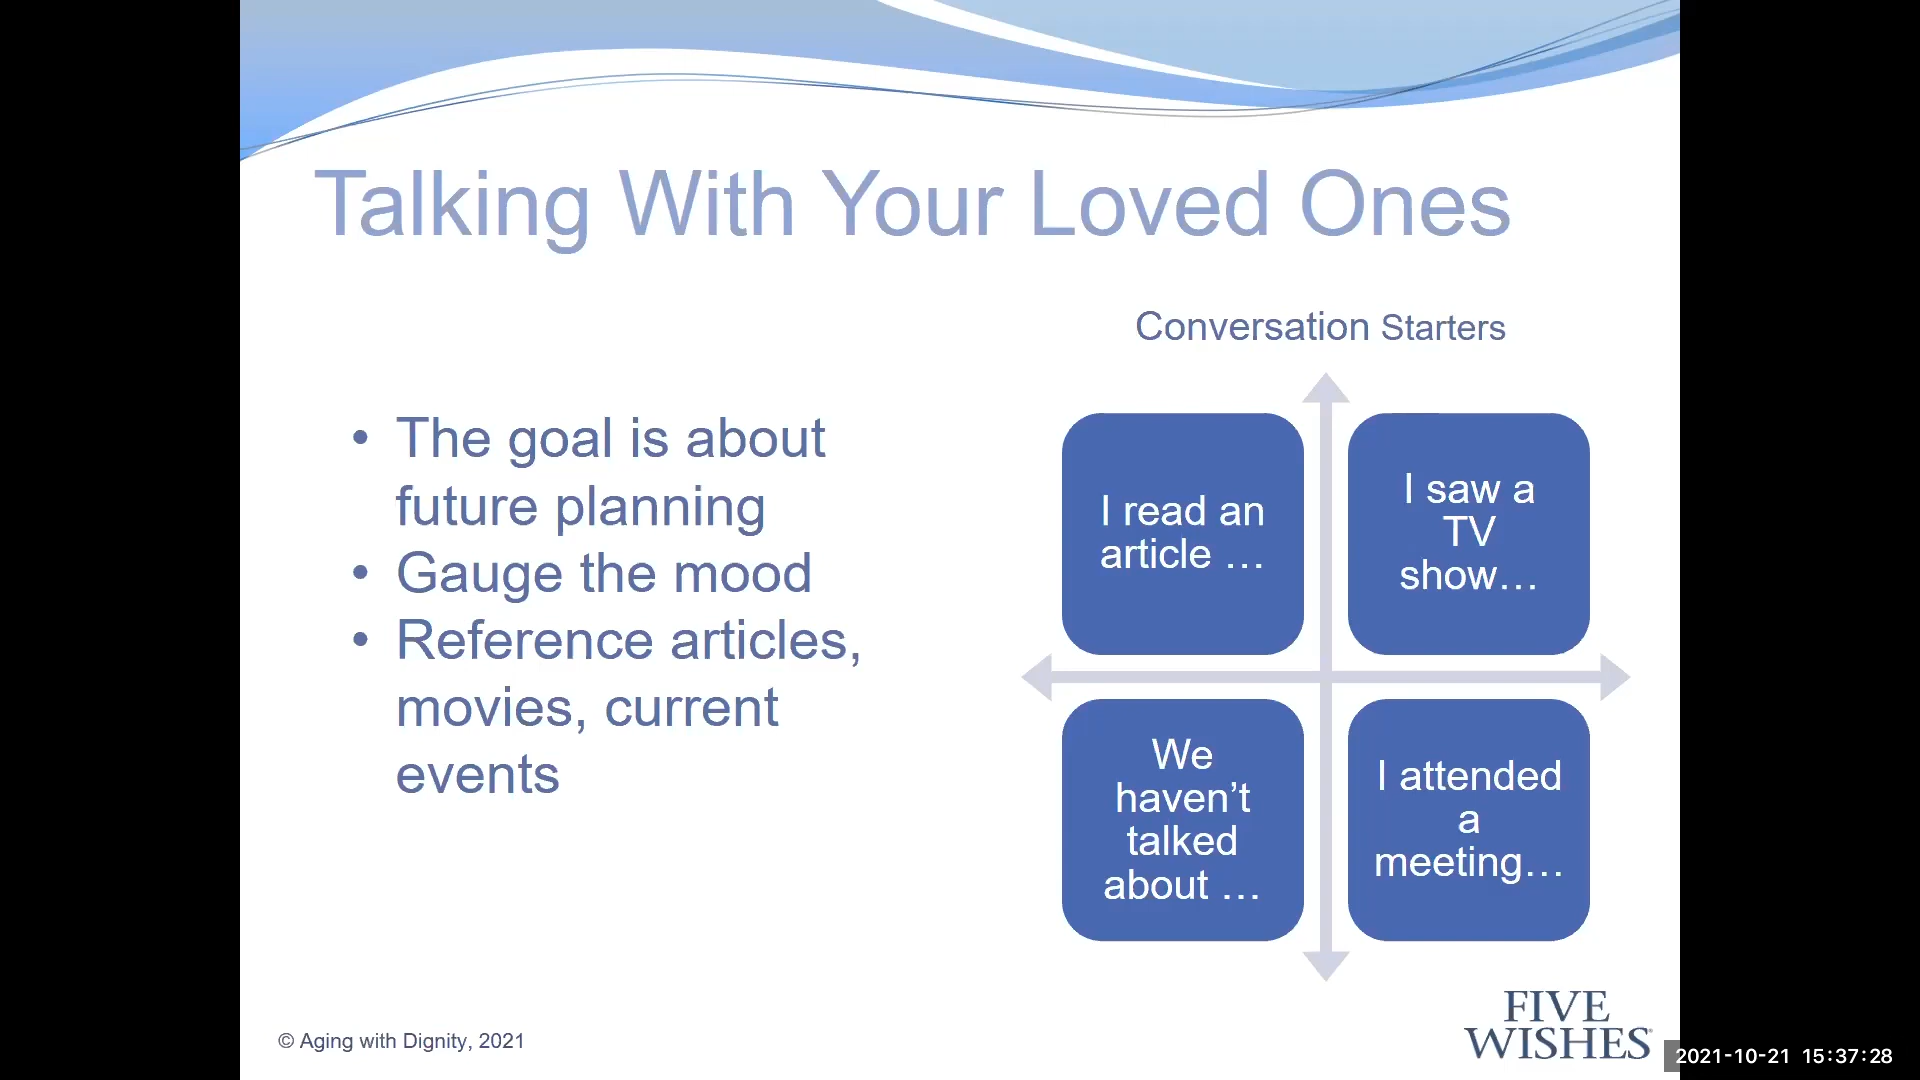 Talking With Your Loved Ones
• The goal is about
future planning
• Gauge the mood
• Reference articles,
movies, current
events
Conversation Starters
I read an
article …
I saw a
TV
show…
We
haven’t
talked
about …
I attended
a
meeting…
© Aging with Dignity, 2021
FIVE
WISHES®
2021-10-21 15:37:28